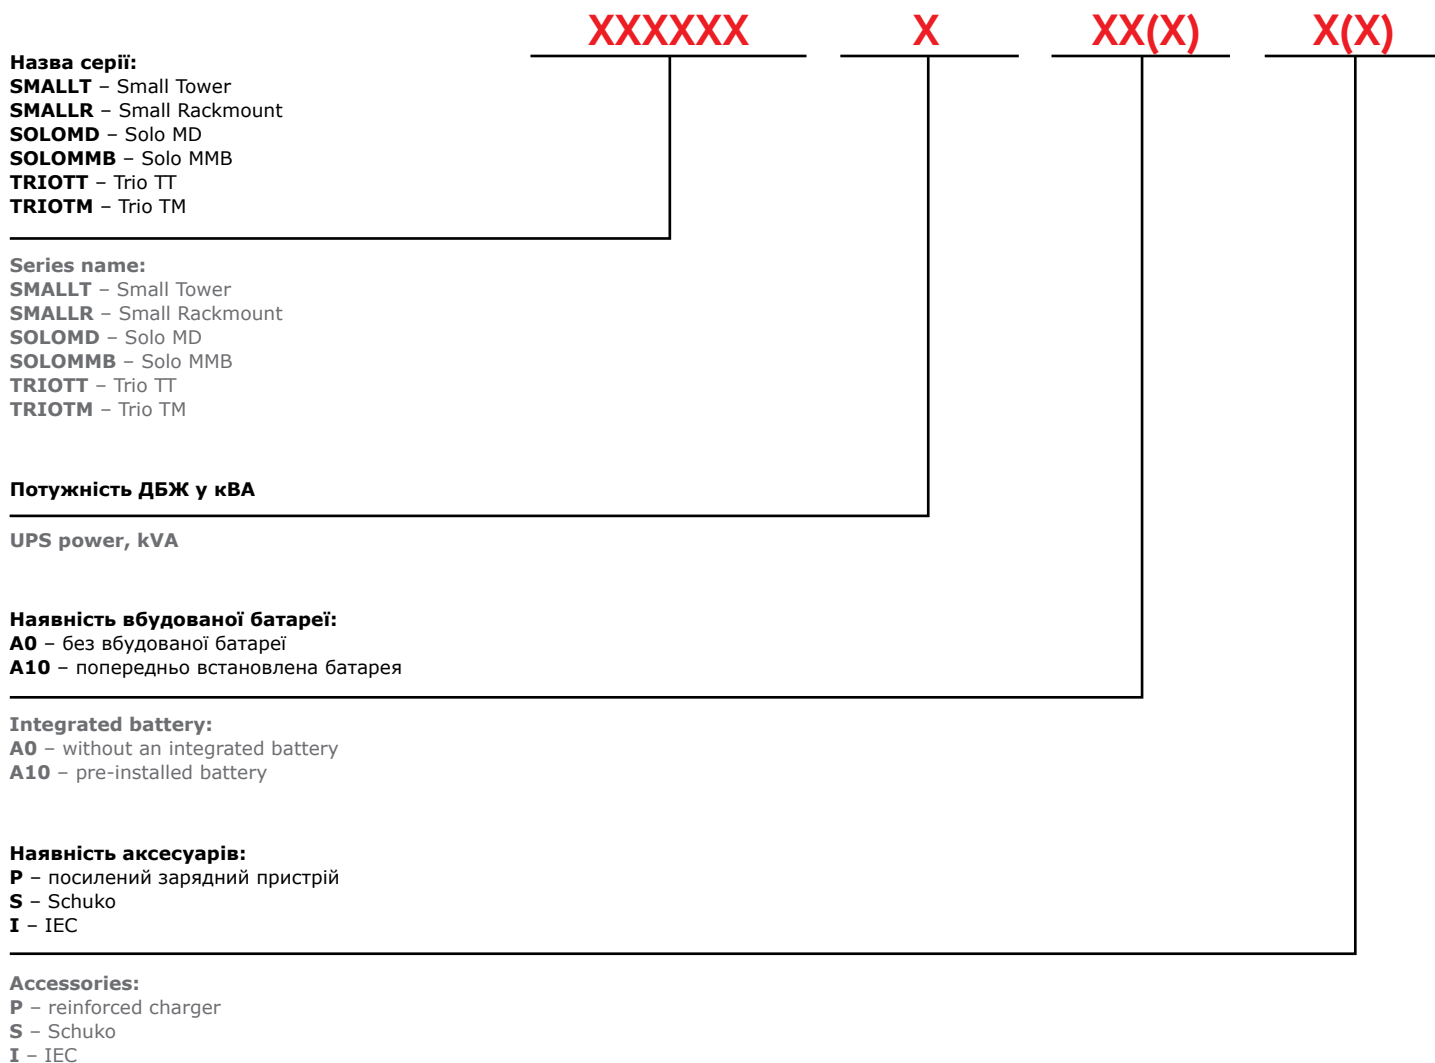 XXXXXX X XX(X) X(X)
Назва серії:
SMALLT – Small Tower
SMALLR – Small Rackmount
SOLOMD – Solo MD
SOLOMMB – Solo MMB
TRIOTT – Trio TT
TRIOTM – Trio TM
Series name:
SMALLT – Small Tower
SMALLR – Small Rackmount
SOLOMD – Solo MD
SOLOMMB – Solo MMB
TRIOTT – Trio TT
TRIOTM – Trio TM
Потужність ДБЖ у кВА
UPS power, kVA
Наявність вбудованої батареї:
A0 – без вбудованої батареї
A10 – попередньо встановлена батарея
Integrated battery:
A0 – without an integrated battery
A10 – pre-installed battery
Наявність аксесуарів:
P – посилений зарядний пристрій
S – Schuko
I – IEC
Accessories:
P – reinforced charger
S – Schuko
I – IEC